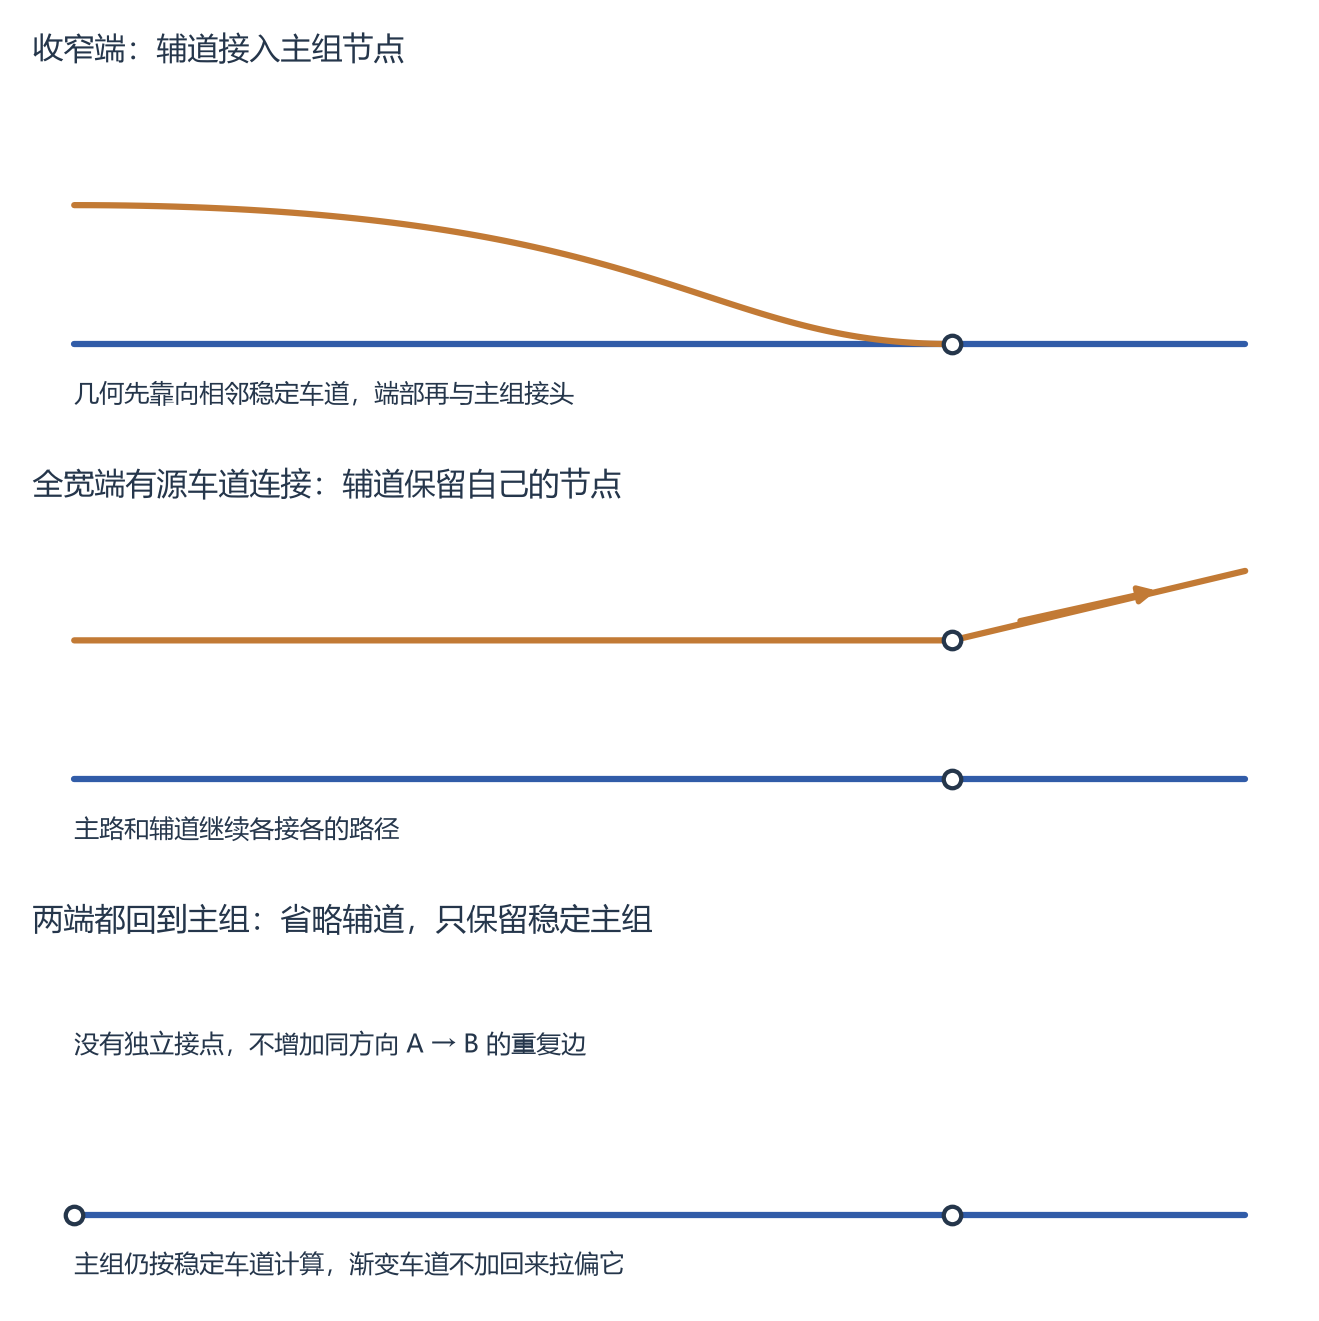 收窄端：辅道接入主组节点
几何先靠向相邻稳定车道，端部再与主组接头
全宽端有源车道连接：辅道保留自己的节点
主路和辅道继续各接各的路径
两端都回到主组：省略辅道，只保留稳定主组
没有独立接点，不增加同方向 A → B 的重复边
主组仍按稳定车道计算，渐变车道不加回来拉偏它